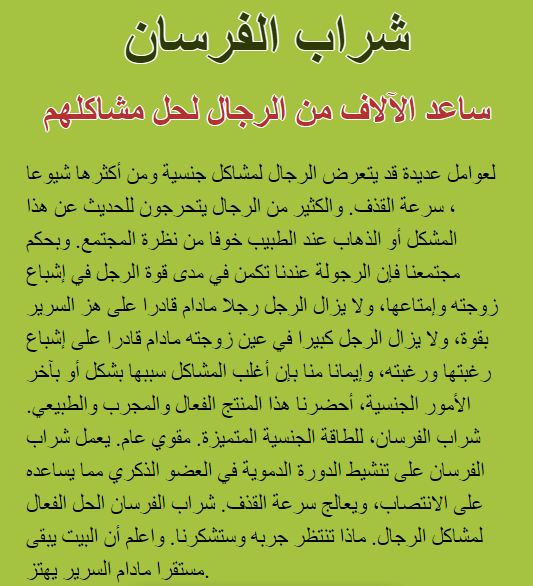 شراب الفرسان
ساعد الآلاف من الرجال لحل مشاكلهم
لعوامل عديدة قد يتعرض الرجال لمشاكل جنسية ومن أكثرها شيوعا
، سرعة القذف. والكثير من الرجال يتحرجون للحديث عن هذا
المشكل أو الذهاب عند الطبيب خوفا من نظرة المجتمع. وبحكم
مجتمعنا فإن الرجولة عندنا تكمن في مدى قوة الرجل في إشباع
زوجته وإمتاعها، ولا يزال الرجل رجلا مادام قادرا على هز السرير
بقوة، ولا يزال الرجل كبيرا في عين زوجته مادام قادرا على إشباع
رغبتها ورغبته، وإيمانا منا بإن أغلب المشاكل سببها بشكل أو بآخر
الأمور الجنسية، أحضرنا هذا المنتج الفعال والمجرب والطبيعي.
شراب الفرسان، للطاقة الجنسية المتميزة. مقوي عام. يعمل شراب
الفرسان على تنشيط الدورة الدموية في العضو الذكري مما يساعده
على الانتصاب، ويعالج سرعة القذف. شراب الفرسان الحل الفعال
لمشاكل الرجال. ماذا تنتظر جربه وستشكرنا. واعلم أن البيت يبقى
مستقرا مادام السرير يهتز.